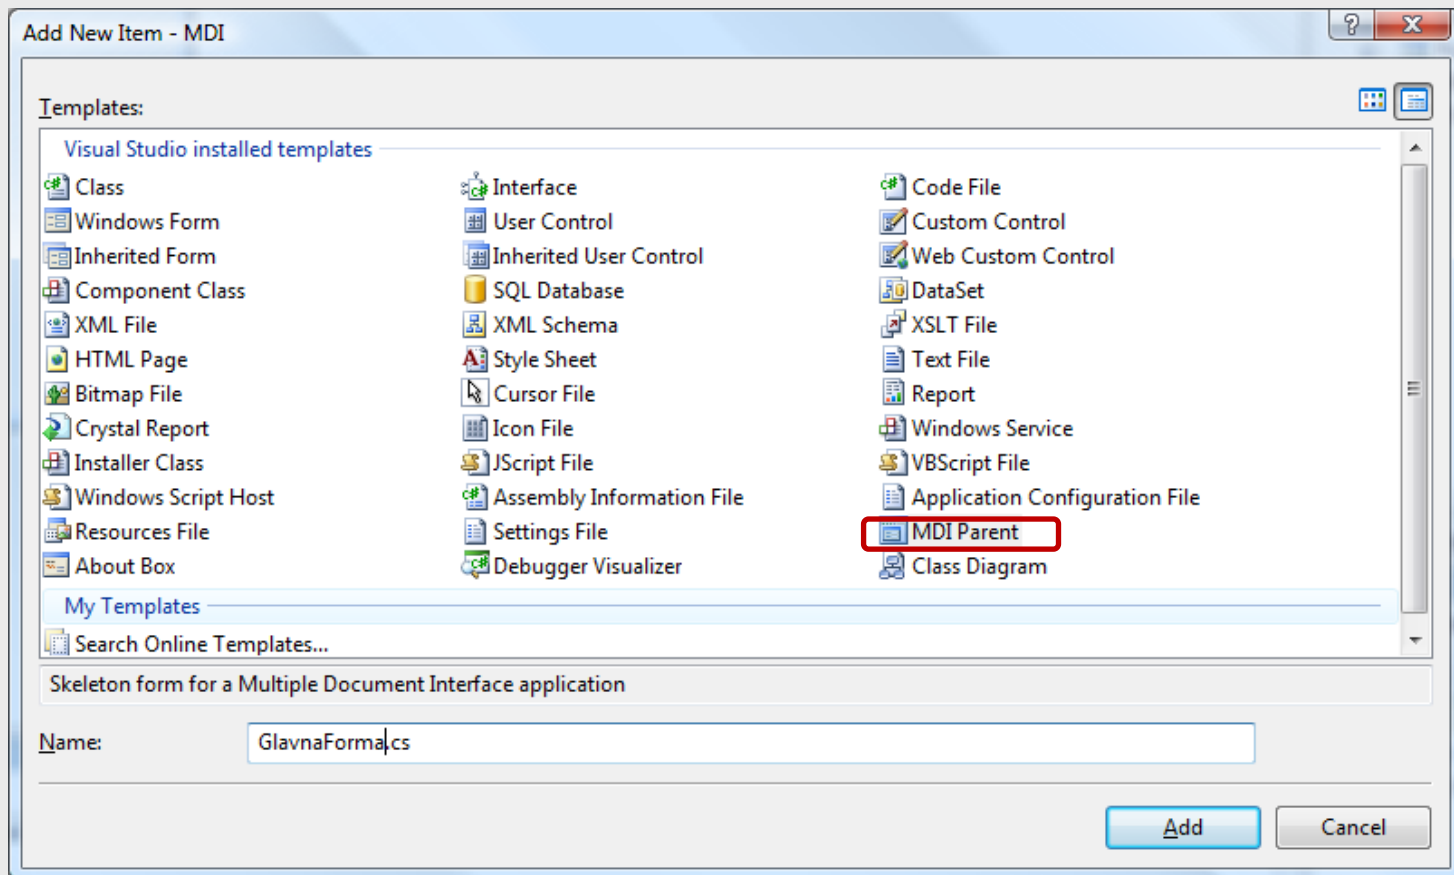 Add New Item - MDI
Templates:
Visual Studio installed templates
Class Interface Code File
Windows Form User Control Custom Control
Inherited Form Inherited User Control Web Custom Control
Component Class SQL Database DataSet
XML File XML Schema XSLT File
HTML Page Style Sheet Text File
Bitmap File Cursor File Report
Crystal Report Icon File Windows Service
Installer Class JScript File VBScript File
Windows Script Host Assembly Information File Application Configuration File
Resources File Settings File MDI Parent
About Box Debugger Visualizer Class Diagram
My Templates
Search Online Templates...
Skeleton form for a Multiple Document Interface application
Name: GlavnaForma.cs
Add Cancel